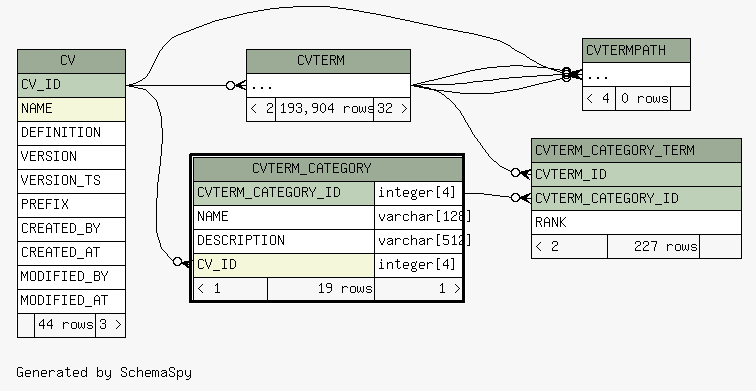 CV
CV_ID
NAME
DEFINITION
VERSION
VERSION_TS
PREFIX
CREATED_BY
CREATED_AT
MODIFIED_BY
MODIFIED_AT
44 rows 3 >
CVTERM
...
< 2 193,904 rows 32 >
CVTERMPATH
...
< 4 0 rows
CVTERM_CATEGORY
CVTERM_CATEGORY_ID integer[4]
NAME varchar[128]
DESCRIPTION varchar[512]
CV_ID integer[4]
< 1 19 rows 1 >
CVTERM_CATEGORY_TERM
CVTERM_ID
CVTERM_CATEGORY_ID
RANK
< 2 227 rows
Generated by SchemaSpy